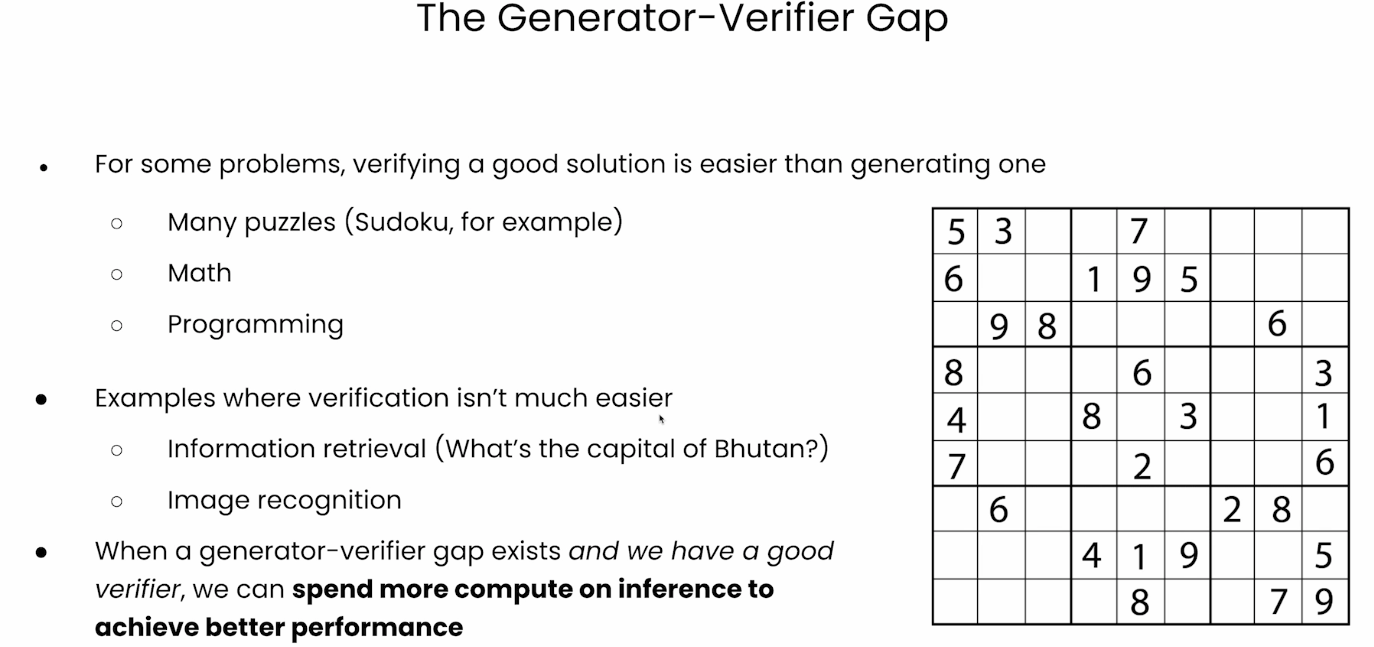 The Generator-Verifier Gap
• For some problems, verifying a good solution is easier than generating one
○ Many puzzles (Sudoku, for example)
○ Math
○ Programming
● Examples where verification isn't much easier
○ Information retrieval (What's the capital of Bhutan?)
○ Image recognition
● When a generator-verifier gap exists and we have a good
verifier, we can spend more compute on inference to
achieve better performance
5 3 7
6 1 9 5
9 8 6
8 6 3
4 8 3 1
7 2 6
6 2 8
4 1 9 5
8 7 9